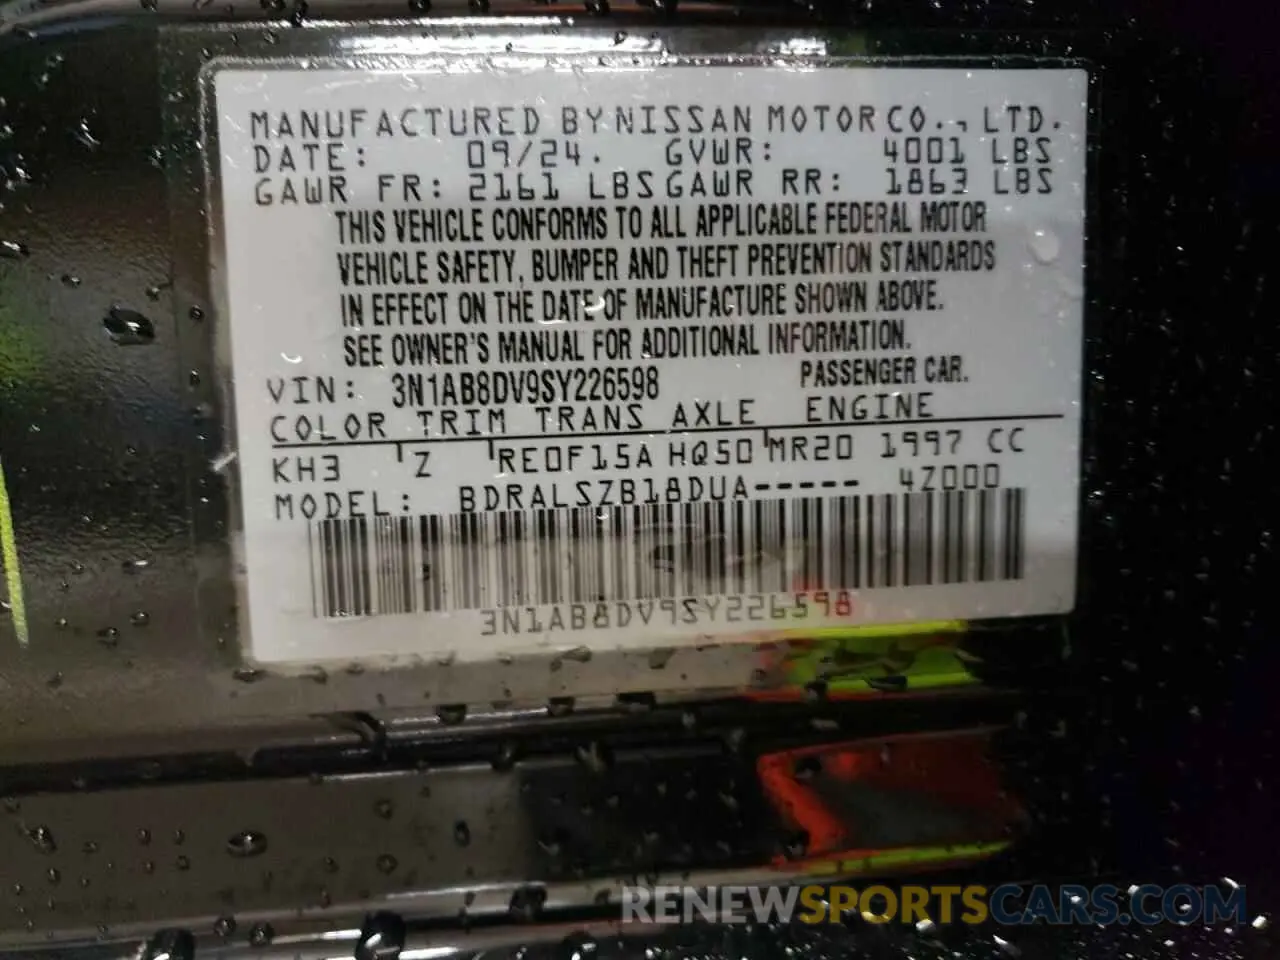 MANUFACTURED BY NISSAN MOTOR CO., LTD.
DATE: 09/24. GVWR: 4001 LBS
GAWR FR: 2161 LBS GAWR RR: 1863 LBS
THIS VEHICLE CONFORMS TO ALL APPLICABLE FEDERAL MOTOR
VEHICLE SAFETY, BUMPER AND THEFT PREVENTION STANDARDS
IN EFFECT ON THE DATE OF MANUFACTURE SHOWN ABOVE.
SEE OWNER'S MANUAL FOR ADDITIONAL INFORMATION.
VIN: 3N1AB8DV9SY226598 PASSENGER CAR.
COLOR TRIM TRANS AXLE ENGINE
KH3 Z RE0F15A HQ50 MR20 1997 CC
MODEL: BDRALSZB18DUA----- 4Z000
3N1AB8DV9SY226598
RENEWSPORTSCARS.COM